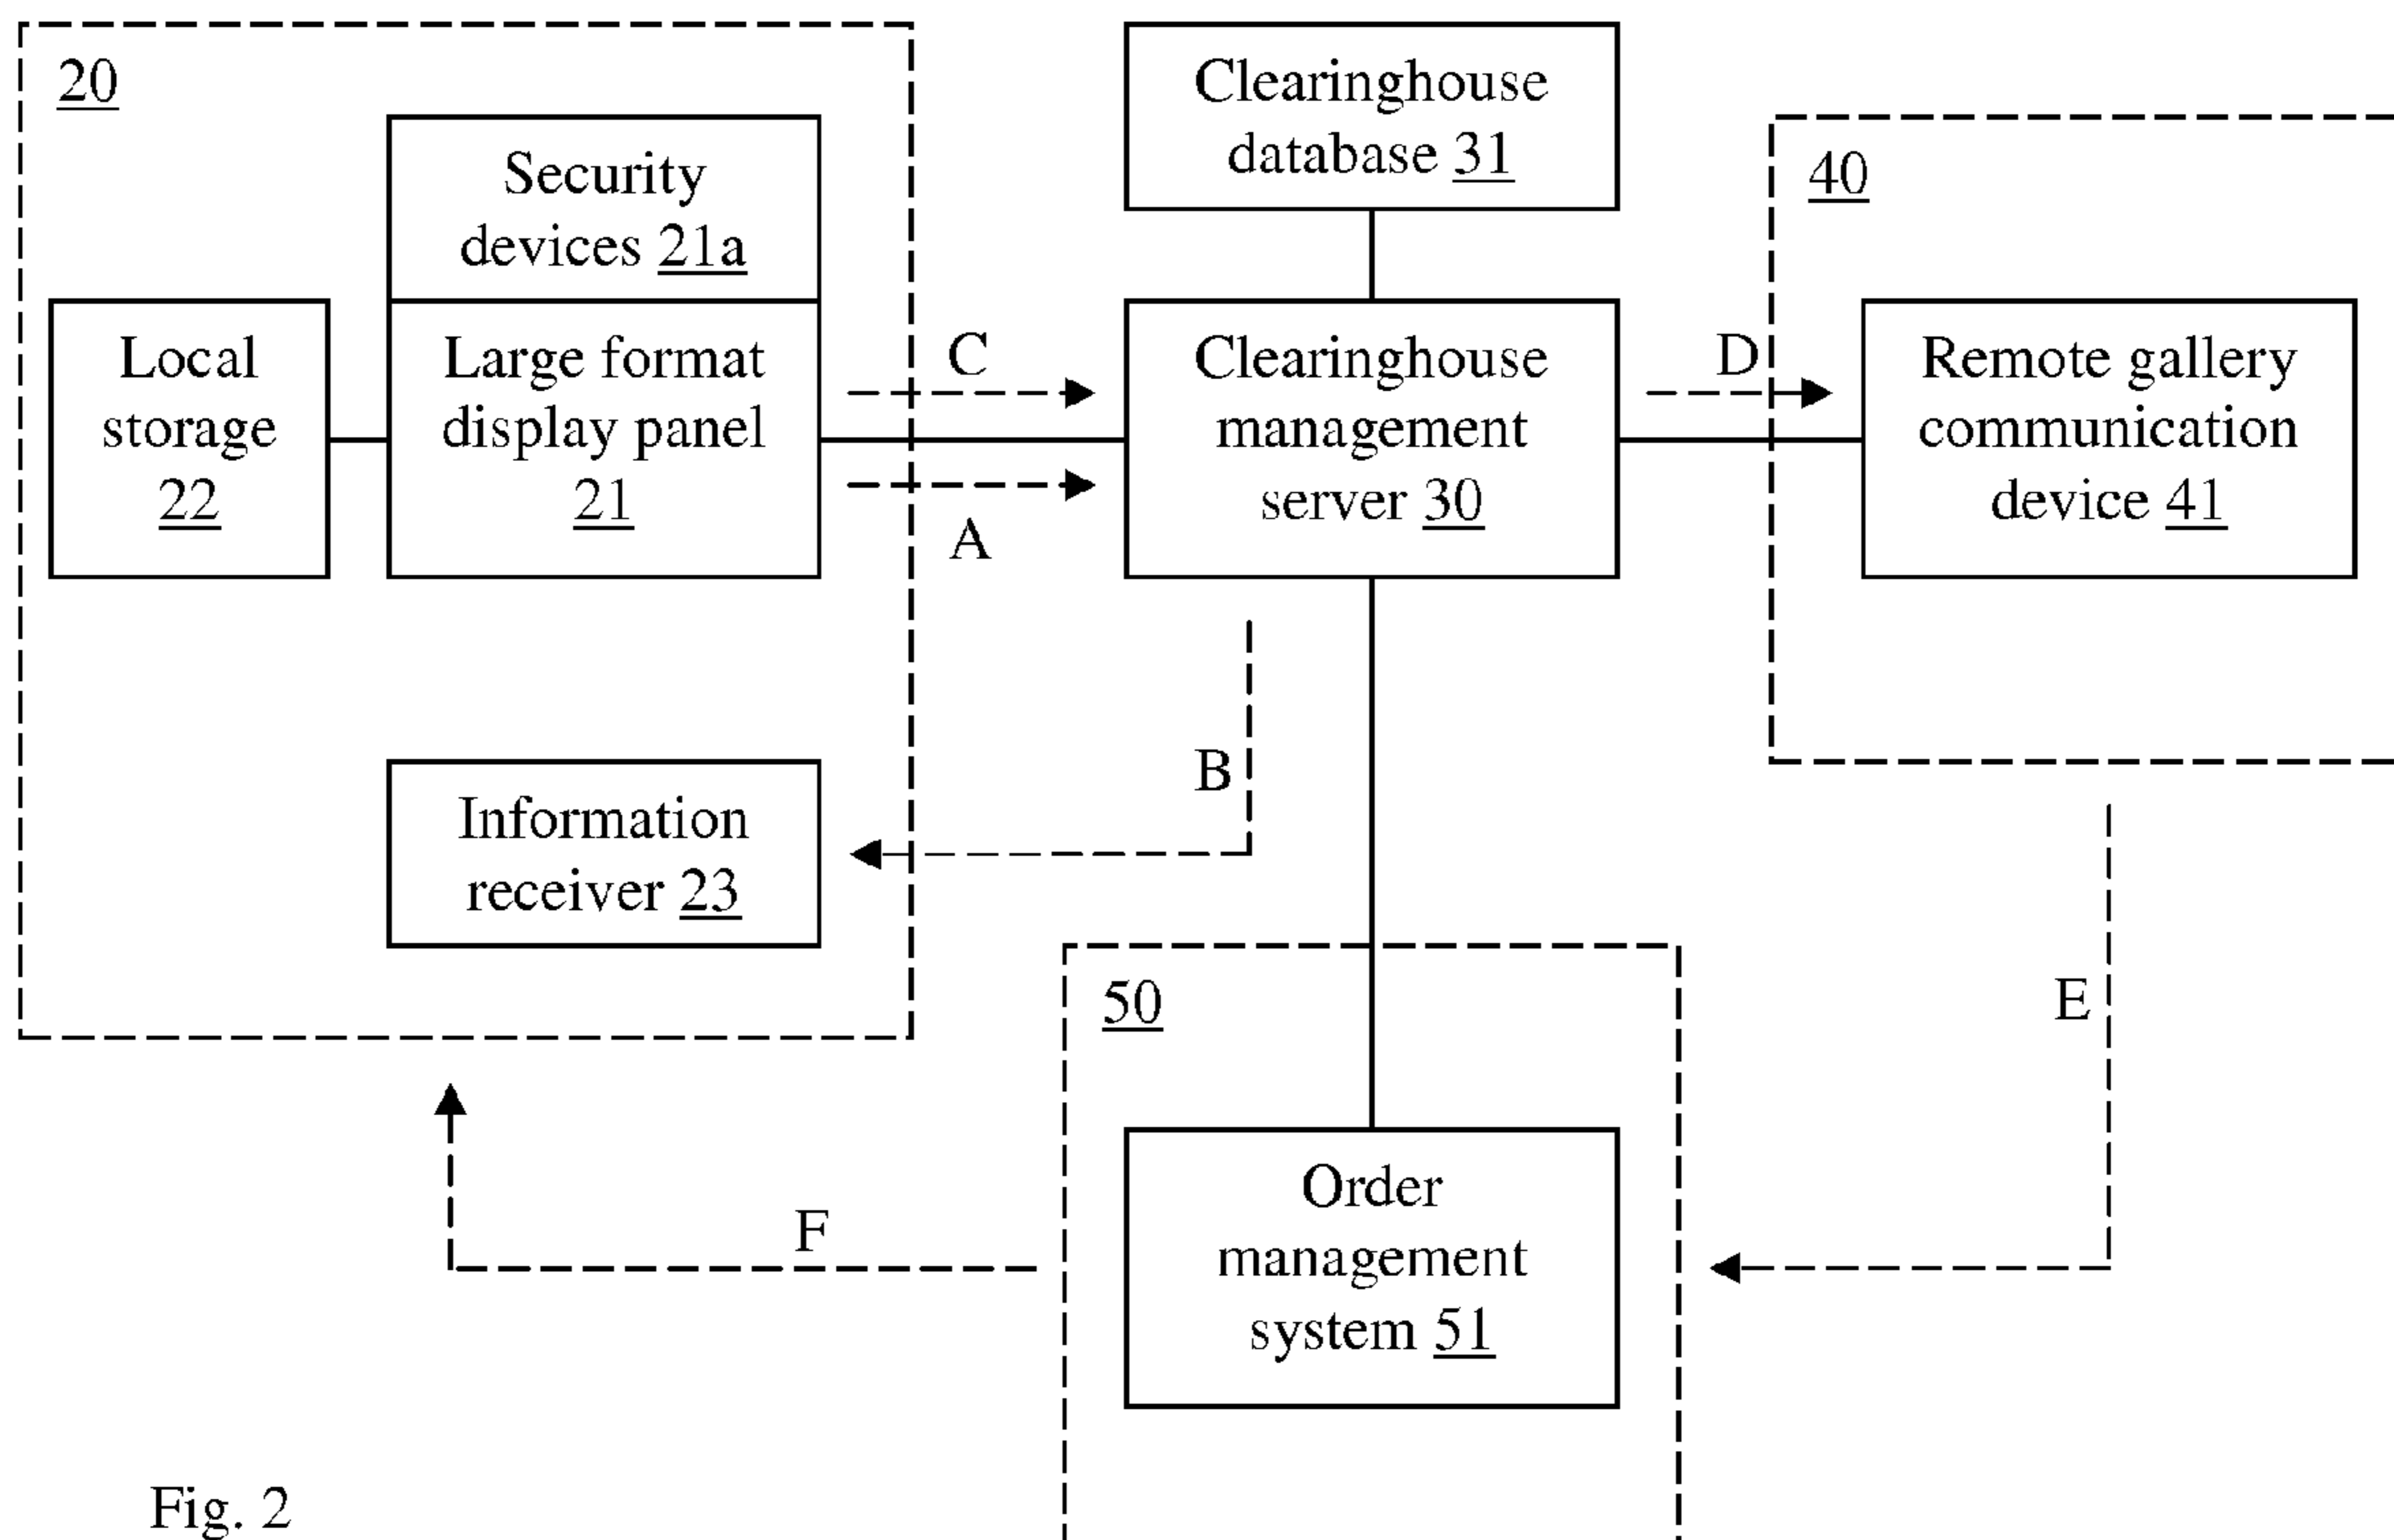 20
Security
devices 21a
Local
storage
22
Large format
display panel
21
Information
receiver 23
C
A
B
Clearinghouse
database 31
Clearinghouse
management
server 30
D
40
Remote gallery
communication
device 41
E
50
Order
management
system 51
F
Fig. 2